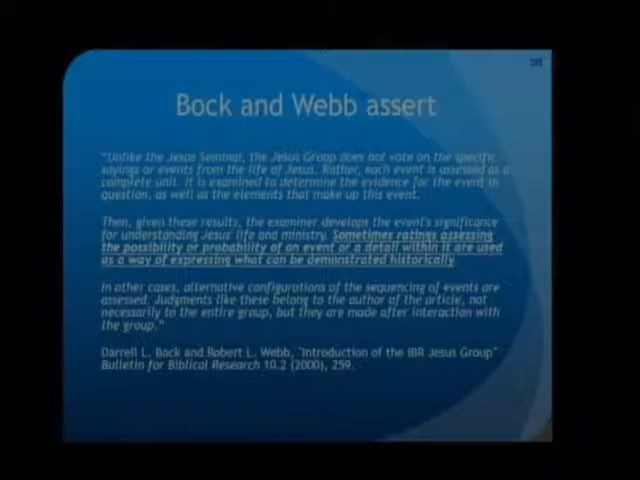 Bock and Webb assert
"Unlike the Jesus Seminar, the Jesus Group does not vote on the specific
sayings or events from the life of Jesus. Rather, each event is assessed as a
complete unit. It is examined to determine the evidence for the event in
question, as well as the elements that make up this event.
Then, given these results, the examiner develops the event's significance
for understanding Jesus' life and ministry. Sometimes ratings assessing
the possibility or probability of an event or a detail within it are used
as a way of expressing what can be demonstrated historically.
In other cases, alternative configurations of the sequencing of events are
assessed. Judgments like these belong to the author of the article, not
necessarily to the entire group, but they are made after interaction with
the group."
Darrell L. Bock and Robert L. Webb, "Introduction of the IBR Jesus Group"
Bulletin for Biblical Research 10.2 (2000), 259.